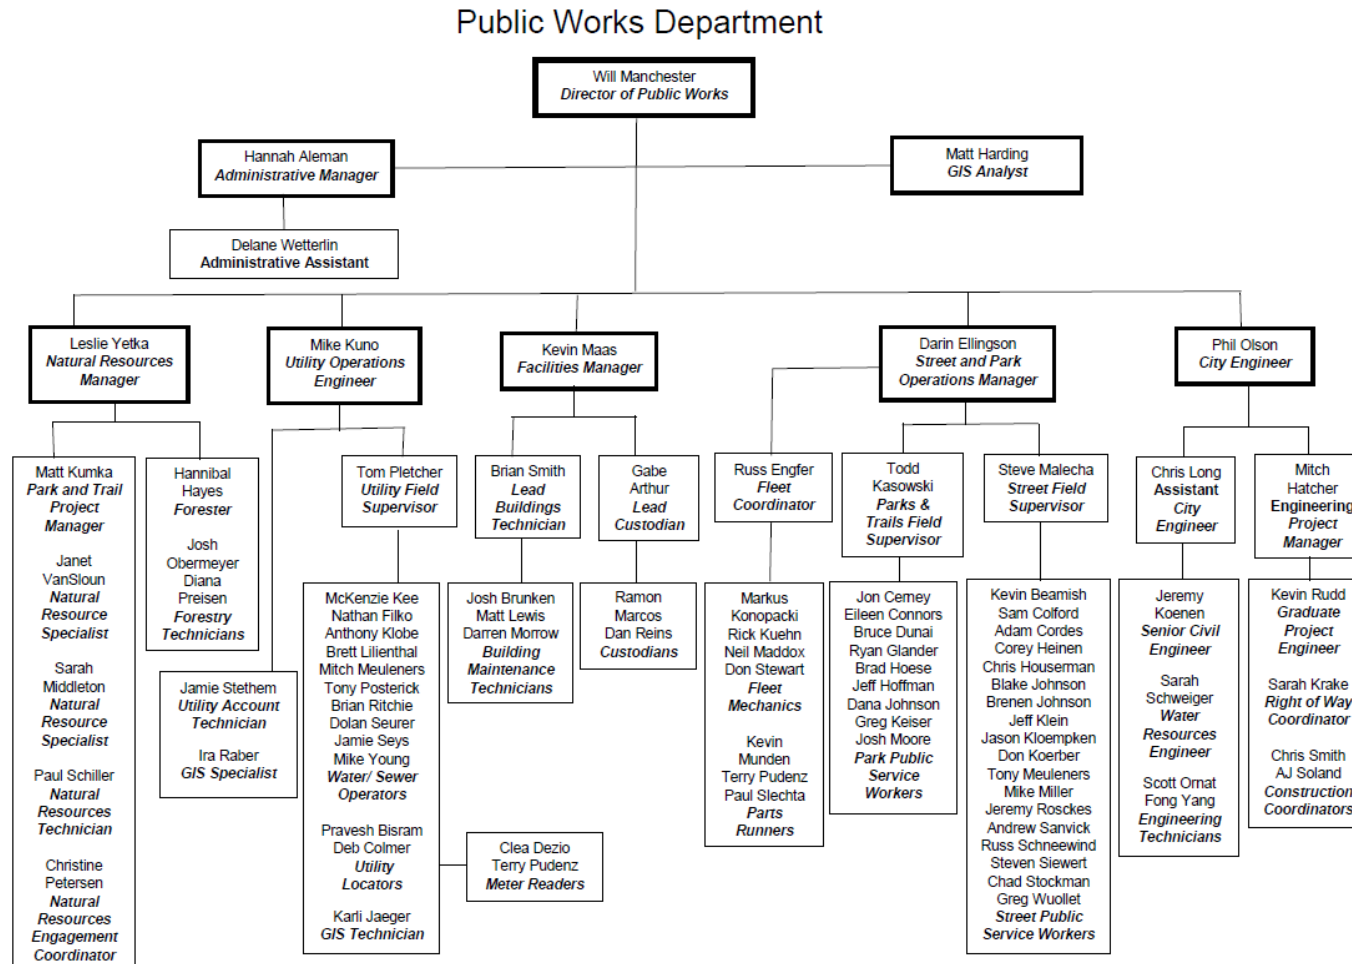 Public Works Department
Will Manchester
Director of Public Works
Hannah Aleman
Administrative Manager
Matt Harding
GIS Analyst
Delane Wetterlin
Administrative Assistant
Leslie Yetka
Natural Resources
Manager
Mike Kuno
Utility Operations
Engineer
Kevin Maas
Facilities Manager
Darin Ellingson
Street and Park
Operations Manager
Phil Olson
City Engineer
Matt Kumka
Park and Trail
Project
Manager
Janet
VanSloun
Natural
Resource
Specialist
Sarah
Middleton
Natural
Resource
Specialist
Paul Schiller
Natural
Resources
Technician
Christine
Petersen
Natural
Resources
Engagement
Coordinator
Hannibal
Hayes
Forester
Josh
Obermeyer
Diana
Preisen
Forestry
Technicians
Jamie Stethem
Utility Account
Technician
Ira Raber
GIS Specialist
Tom Pletcher
Utility Field
Supervisor
McKenzie Kee
Nathan Filko
Anthony Klobe
Brett Lilienthal
Mitch Meuleners
Tony Posterick
Brian Ritchie
Dolan Seurer
Jamie Seys
Mike Young
Water/ Sewer
Operators
Pravesh Bisram
Deb Colmer
Utility
Locators
Karli Jaeger
GIS Technician
Clea Dezio
Terry Pudenz
Meter Readers
Brian Smith
Lead
Buildings
Technician
Josh Brunken
Matt Lewis
Darren Morrow
Building
Maintenance
Technicians
Gabe
Arthur
Lead
Custodian
Ramon
Marcos
Dan Reins
Custodians
Russ Engfer
Fleet
Coordinator
Markus
Konopacki
Rick Kuehn
Neil Maddox
Don Stewart
Fleet
Mechanics
Kevin
Munden
Terry Pudenz
Paul Slechta
Parts
Runners
Todd
Kasowski
Parks &
Trails Field
Supervisor
Jon Cerney
Eileen Connors
Bruce Dunai
Ryan Glander
Brad Hoese
Jeff Hoffman
Dana Johnson
Greg Keiser
Josh Moore
Park Public
Service
Workers
Steve Malecha
Street Field
Supervisor
Kevin Beamish
Sam Colford
Adam Cordes
Corey Heinen
Chris Houserman
Blake Johnson
Brenen Johnson
Jeff Klein
Jason Kloempken
Don Koerber
Tony Meuleners
Mike Miller
Jeremy Rosckes
Andrew Sanvick
Russ Schneewind
Steven Siewert
Chad Stockman
Greg Wuollet
Street Public
Service Workers
Chris Long
Assistant
City
Engineer
Jeremy
Koenen
Senior Civil
Engineer
Sarah
Schweiger
Water
Resources
Engineer
Scott Ornat
Fong Yang
Engineering
Technicians
Mitch
Hatcher
Engineering
Project
Manager
Kevin Rudd
Graduate
Project
Engineer
Sarah Krake
Right of Way
Coordinator
Chris Smith
AJ Soland
Construction
Coordinators